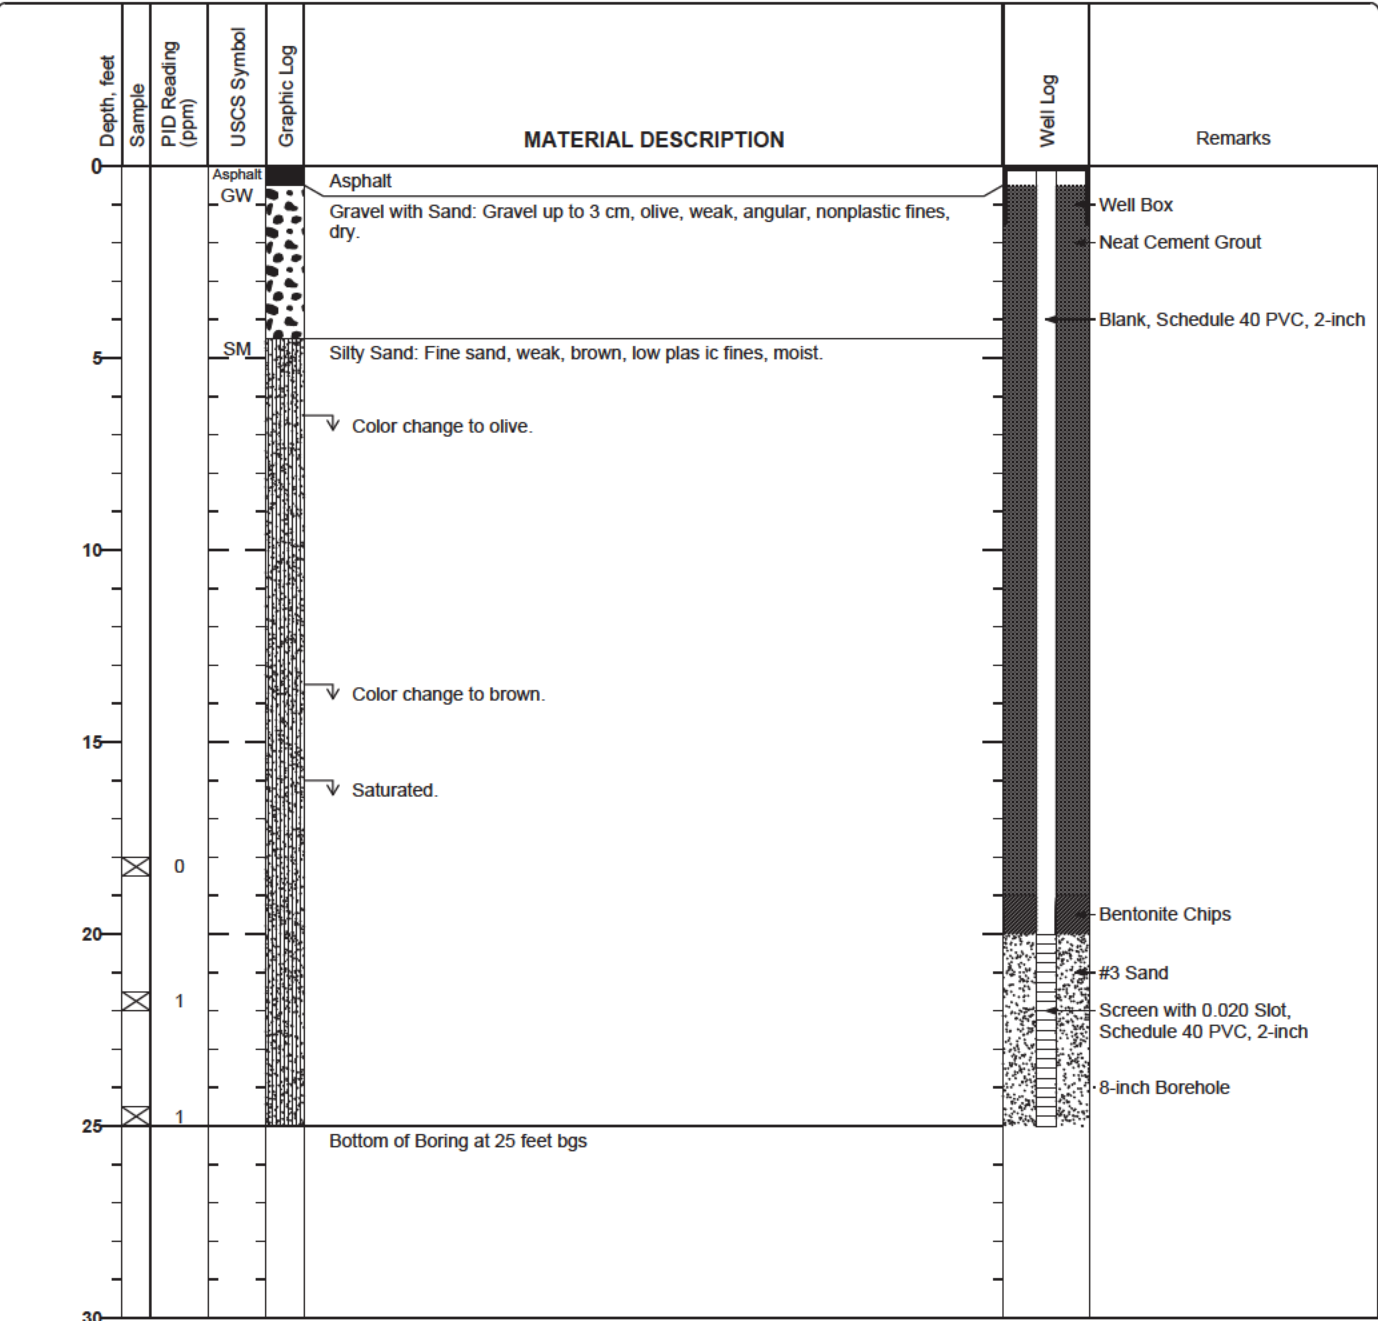 Depth, feet
Sample
PID Reading
(ppm)
USCS Symbol
Graphic Log
MATERIAL DESCRIPTION
Well Log
Remarks
0
Asphalt
GW
Asphalt
Gravel with Sand: Gravel up to 3 cm, olive, weak, angular, nonplastic fines,
dry.
Well Box
Neat Cement Grout
Blank, Schedule 40 PVC, 2-inch
5
SM
Silty Sand: Fine sand, weak, brown, low plas ic fines, moist.
Color change to olive.
10
Color change to brown.
15
Saturated.
0
Bentonite Chips
20
#3 Sand
1
Screen with 0.020 Slot,
Schedule 40 PVC, 2-inch
8-inch Borehole
1
25
Bottom of Boring at 25 feet bgs
30